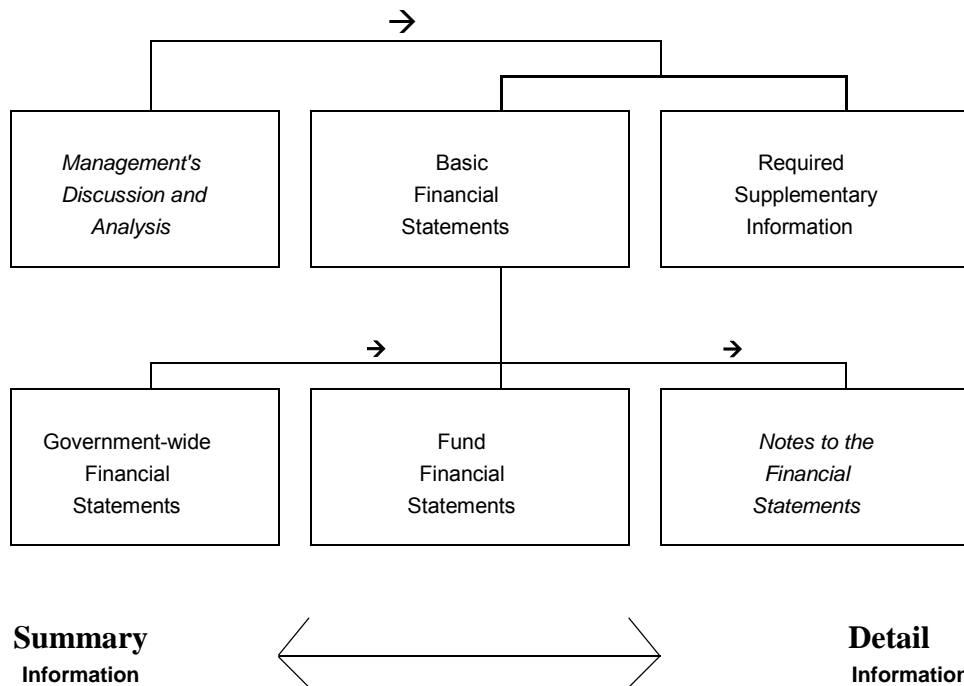 →
Management's
Discussion and
Analysis
Basic
Financial
Statements
Required
Supplementary
Information
→
→
Government-wide
Financial
Statements
Fund
Financial
Statements
Notes to the
Financial
Statements
Summary
Information
Detail
Information